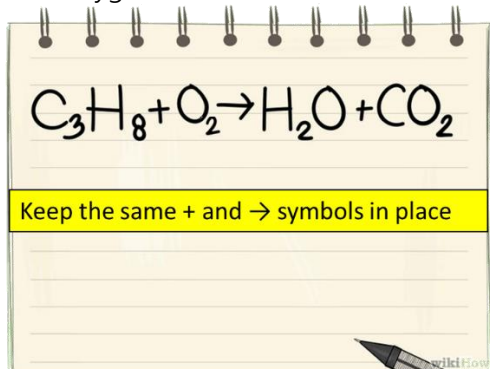 C₃H₈+O₂→H₂O+CO₂
Keep the same + and → symbols in place
wikiHow